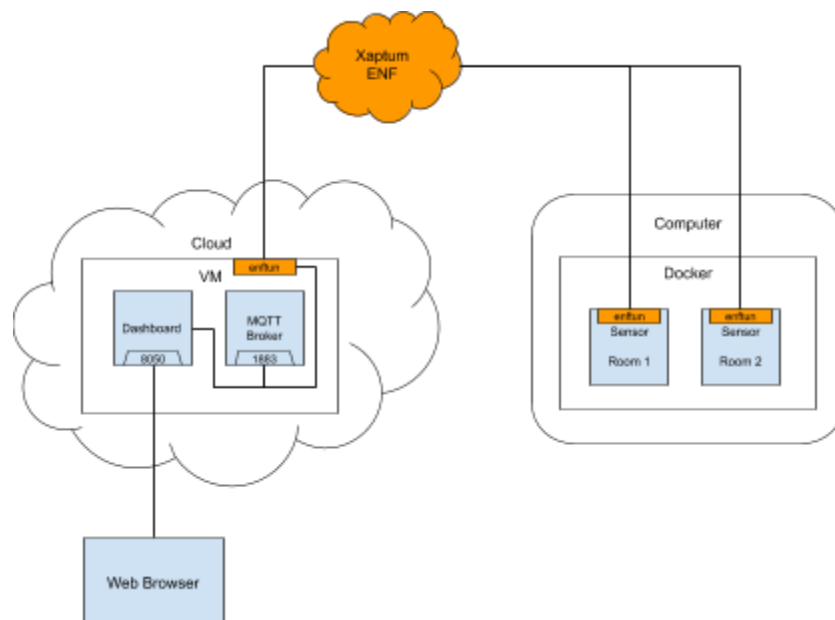 Xaptum
ENF
Cloud
enftun
VM
Dashboard
8050
MQTT
Broker
1883
Computer
Docker
enftun
Sensor
Room 1
enftun
Sensor
Room 2
Web Browser